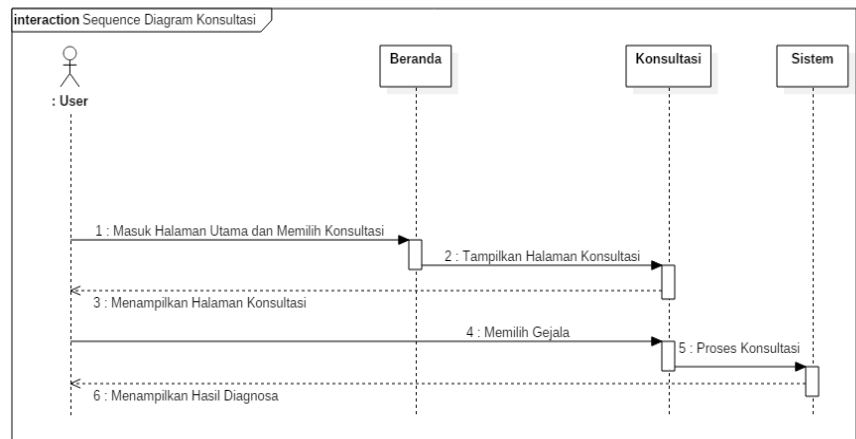 interaction Sequence Diagram Konsultasi
: User
Beranda
Konsultasi
Sistem
1 : Masuk Halaman Utama dan Memilih Konsultasi
2 : Tampilkan Halaman Konsultasi
3 : Menampilkan Halaman Konsultasi
4 : Memilih Gejala
5 : Proses Konsultasi
6 : Menampilkan Hasil Diagnosa